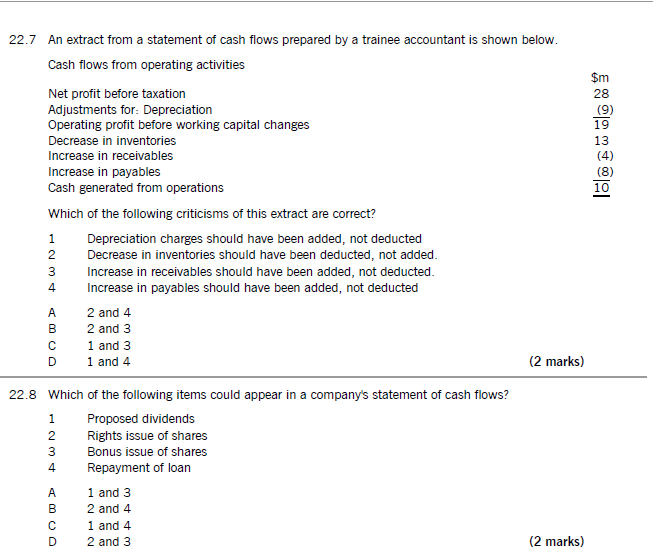 22.7 An extract from a statement of cash flows prepared by a trainee accountant is shown below.
Cash flows from operating activities
$m
Net profit before taxation 28
Adjustments for: Depreciation (9)
Operating profit before working capital changes 19
Decrease in inventories 13
Increase in receivables (4)
Increase in payables (8)
Cash generated from operations 10
Which of the following criticisms of this extract are correct?
1 Depreciation charges should have been added, not deducted
2 Decrease in inventories should have been deducted, not added.
3 Increase in receivables should have been added, not deducted.
4 Increase in payables should have been added, not deducted
A 2 and 4
B 2 and 3
C 1 and 3
D 1 and 4 (2 marks)
22.8 Which of the following items could appear in a company's statement of cash flows?
1 Proposed dividends
2 Rights issue of shares
3 Bonus issue of shares
4 Repayment of loan
A 1 and 3
B 2 and 4
C 1 and 4
D 2 and 3 (2 marks)